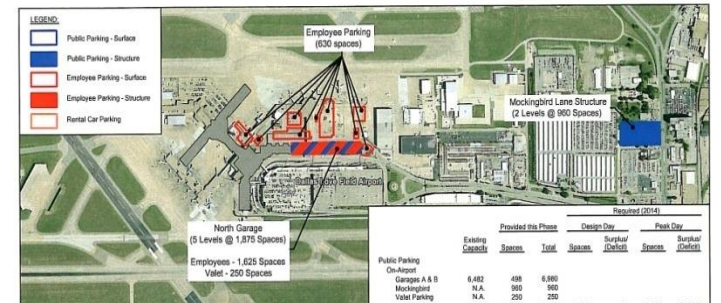 LEGEND:
Public Parking - Surface
Public Parking - Structure
Employee Parking - Surface
Employee Parking - Structure
Rental Car Parking
Employee Parking
(630 spaces)
Mockingbird Lane Structure
(2 Levels @ 960 Spaces)
Dallas Love Field Airport
North Garage
(5 Levels @ 1,875 Spaces)
Employees - 1,625 Spaces
Valet - 250 Spaces
Required (2014)
Provided this Phase Design Day Peak Day
Existing Capacity Spaces Total Spaces Surplus/(Deficit) Spaces Surplus/(Deficit)
Public Parking
On-Airport
Garages A & B 6,482 498 6,980
Mockingbird N.A. 960 960
Valet Parking N.A. 250 250